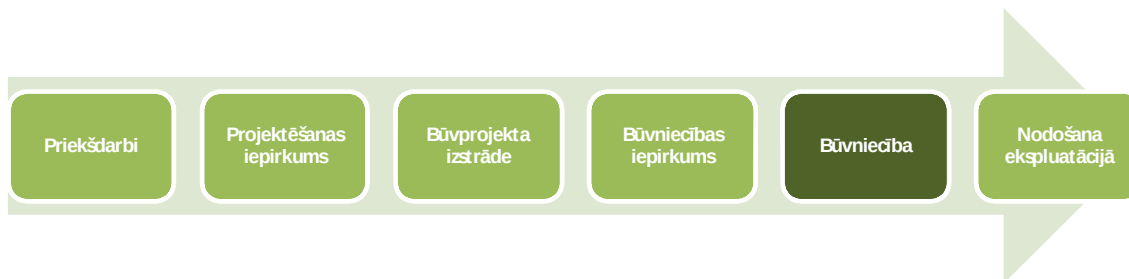 Priekšdarbi
Projektēšanas
iepirkums
Būvprojekta
izstrāde
Būvniecības
iepirkums
Būvniecība
Nodošana
ekspluatācijā